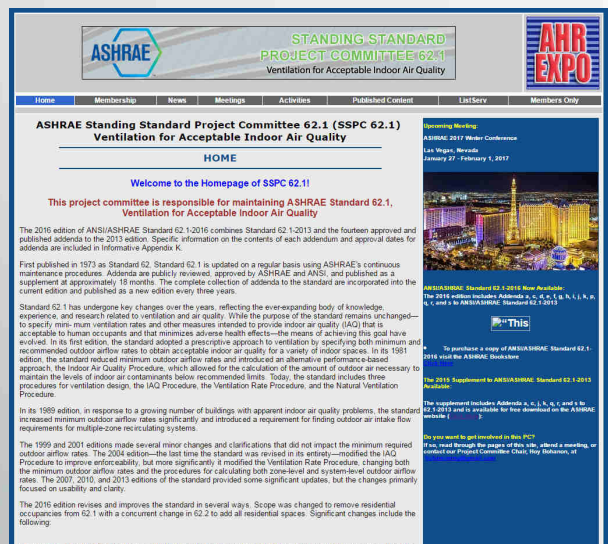 ASHRAE
STANDING STANDARD
PROJECT COMMITTEE 62.1
Ventilation for Acceptable Indoor Air Quality
AHR
EXPO
Home Membership News Meetings Activities Published Content ListServ Members Only
ASHRAE Standing Standard Project Committee 62.1 (SSPC 62.1)
Ventilation for Acceptable Indoor Air Quality
HOME
Welcome to the Homepage of SSPC 62.1!
This project committee is responsible for maintaining ASHRAE Standard 62.1,
Ventilation for Acceptable Indoor Air Quality
The 2016 edition of ANSI/ASHRAE Standard 62.1-2016 combines Standard 62.1-2013 and the fourteen approved and
published addenda to the 2013 edition. Specific information on the contents of each addendum and approval dates for
addenda are included in Informative Appendix K.
First published in 1973 as Standard 62, Standard 62.1 is updated on a regular basis using ASHRAE's continuous
maintenance procedures. Addenda are publicly reviewed, approved by ASHRAE and ANSI, and published as a
supplement at approximately 18 months. The complete collection of addenda to the standard are incorporated into the
current edition and published as a new edition every three years.
Standard 62.1 has undergone key changes over the years, reflecting the ever-expanding body of knowledge,
experience, and research related to ventilation and air quality. While the purpose of the standard remains unchanged—
to specify mini- mum ventilation rates and other measures intended to provide indoor air quality (IAQ) that is
acceptable to human occupants and that minimizes adverse health effects—the means of achieving this goal have
evolved. In its first edition, the standard adopted a prescriptive approach to ventilation by specifying both minimum and
recommended outdoor airflow rates to obtain acceptable indoor air quality for a variety of indoor spaces. In its 1981
edition, the standard reduced minimum outdoor airflow rates and introduced an alternative performance-based
approach, the Indoor Air Quality Procedure, which allowed for the calculation of the amount of outdoor air necessary to
maintain the levels of indoor air contaminants below recommended limits. Today, the standard includes three
procedures for ventilation design, the IAQ Procedure, the Ventilation Rate Procedure, and the Natural Ventilation
Procedure.
In its 1989 edition, in response to a growing number of buildings with apparent indoor air quality problems, the standard
increased minimum outdoor airflow rates significantly and introduced a requirement for finding outdoor air intake flow
requirements for multiple-zone recirculating systems.
The 1999 and 2001 editions made several minor changes and clarifications that did not impact the minimum required
outdoor airflow rates. The 2004 edition—the last time the standard was revised in its entirety—modified the IAQ
Procedure to improve enforceability, but more significantly it modified the Ventilation Rate Procedure, changing both
the minimum outdoor airflow rates and the procedures for calculating both zone-level and system-level outdoor airflow
rates. The 2007, 2010, and 2013 editions of the standard provided some significant updates, but the changes primarily
focused on usability and clarity.
The 2016 edition revises and improves the standard in several ways. Scope was changed to remove residential
occupancies from 62.1 with a concurrent change in 62.2 to add all residential spaces. Significant changes include the
following:
Upcoming Meeting:
ASHRAE 2017 Winter Conference
Las Vegas, Nevada
January 27 - February 1, 2017
ANSI/ASHRAE Standard 62.1-2016 Now Available:
The 2016 edition includes Addenda a, c, d, e, f, g, h, i, j, k, p,
q, r, and s to ANSI/ASHRAE Standard 62.1-2013
"This
• To purchase a copy of ANSI/ASHRAE Standard 62.1-
2016 visit the ASHRAE Bookstore
The 2015 Supplement to ANSI/ASHRAE Standard 62.1-2013
Available:
The supplement includes Addenda a, c, j, k, q, r, and s to
62.1-2013 and is available for free download on the ASHRAE
website ( ):
Do you want to get involved in this PC?
If so, read through the pages of this site, attend a meeting, or
contact our Project Committee Chair, Hoy Bohanon, at